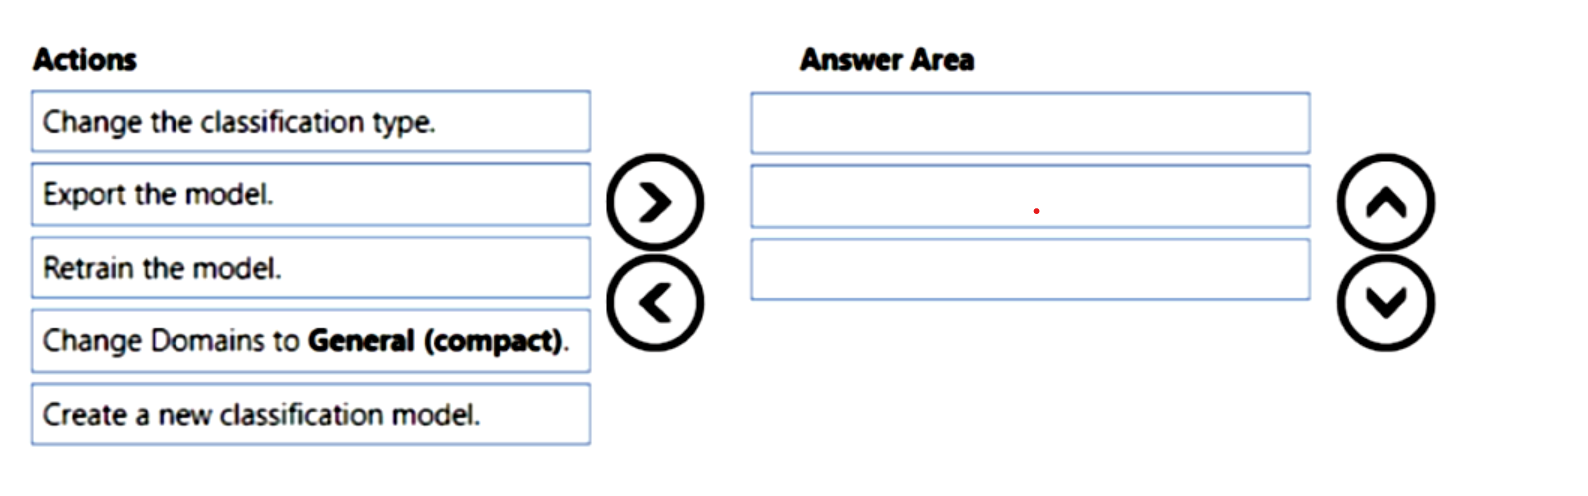 Actions
Answer Area
Change the classification type.
Export the model.
Retrain the model.
Change Domains to General (compact).
Create a new classification model.